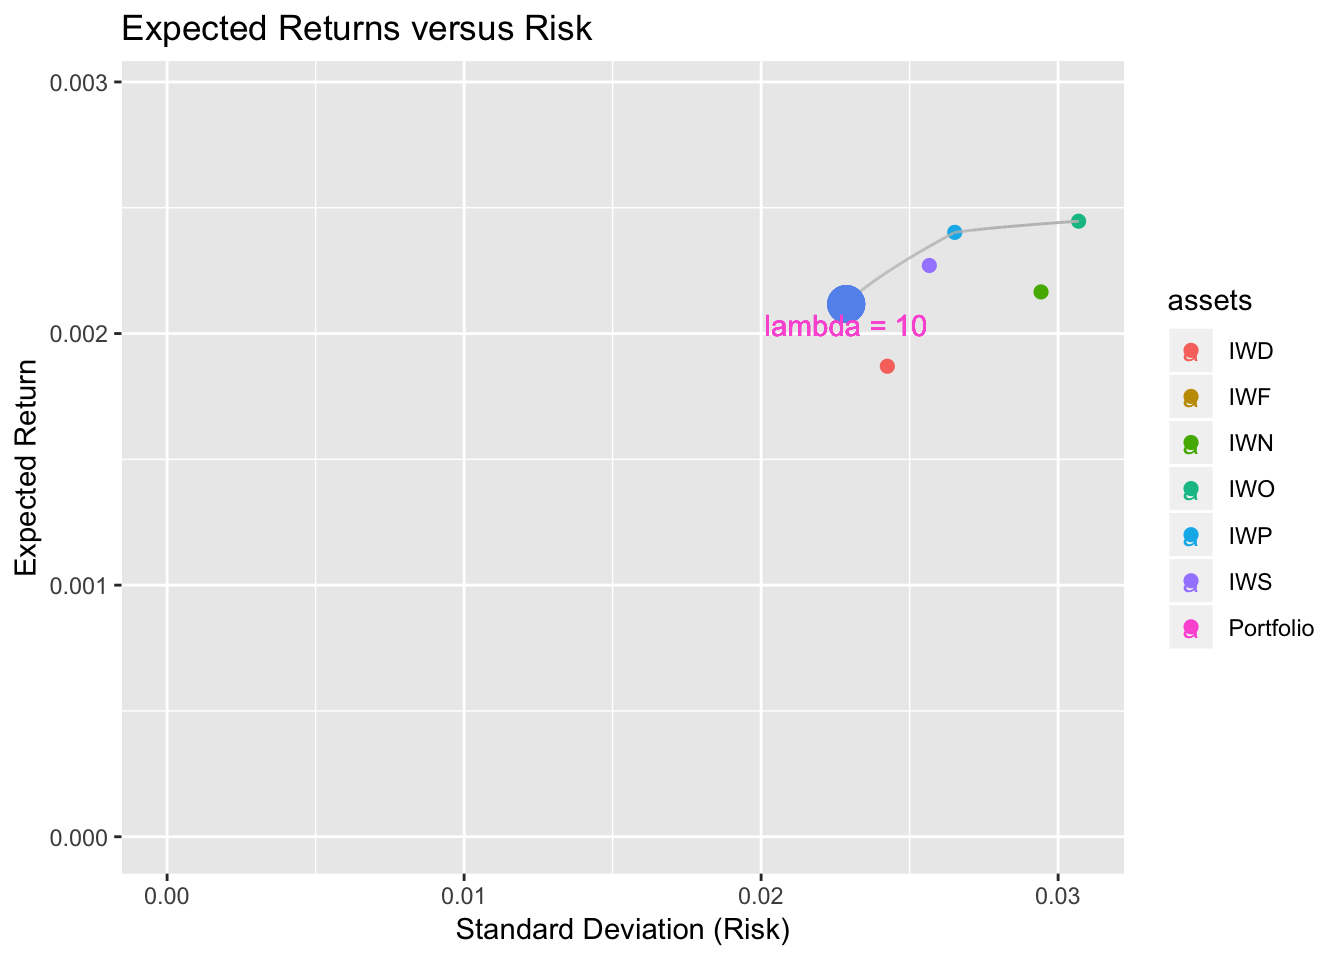 Expected Returns versus Risk
0.003
0.002
0.001
0.000
Expected Return
lambda = 10
0.00
0.01
0.02
0.03
Standard Deviation (Risk)
assets
a IWD
a IWF
a IWN
a IWO
a IWP
a IWS
a Portfolio